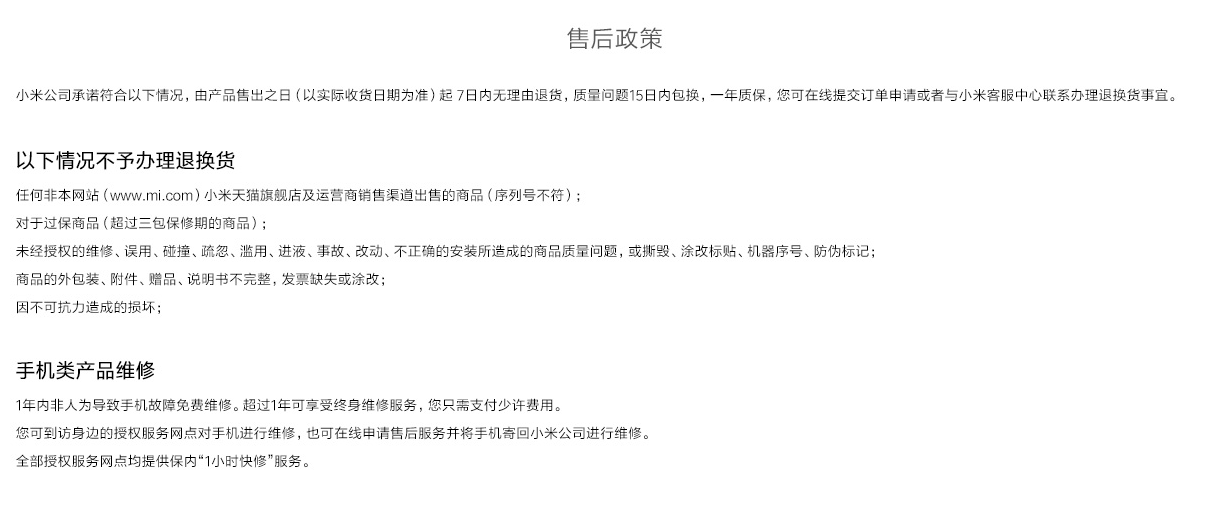 售后政策
小米公司承诺符合以下情况，由产品售出之日（以实际收货日期为准）起 7日内无理由退货，质量问题15日内包换，一年质保，您可在线提交订单申请或者与小米客服中心联系办理退换货事宜。
以下情况不予办理退换货
任何非本网站（www.mi.com）小米天猫旗舰店及运营商销售渠道出售的商品（序列号不符）；
对于过保商品（超过三包保修期的商品）；
未经授权的维修、误用、碰撞、疏忽、滥用、进液、事故、改动、不正确的安装所造成的商品质量问题，或撕毁、涂改标贴、机器序号、防伪标记；
商品的外包装、附件、赠品、说明书不完整，发票缺失或涂改；
因不可抗力造成的损坏；
手机类产品维修
1年内非人为导致手机故障免费维修。超过1年可享受终身维修服务，您只需支付少许费用。
您可到访身边的授权服务网点对手机进行维修，也可在线申请售后服务并将手机寄回小米公司进行维修。
全部授权服务网点均提供保内“1小时快修”服务。